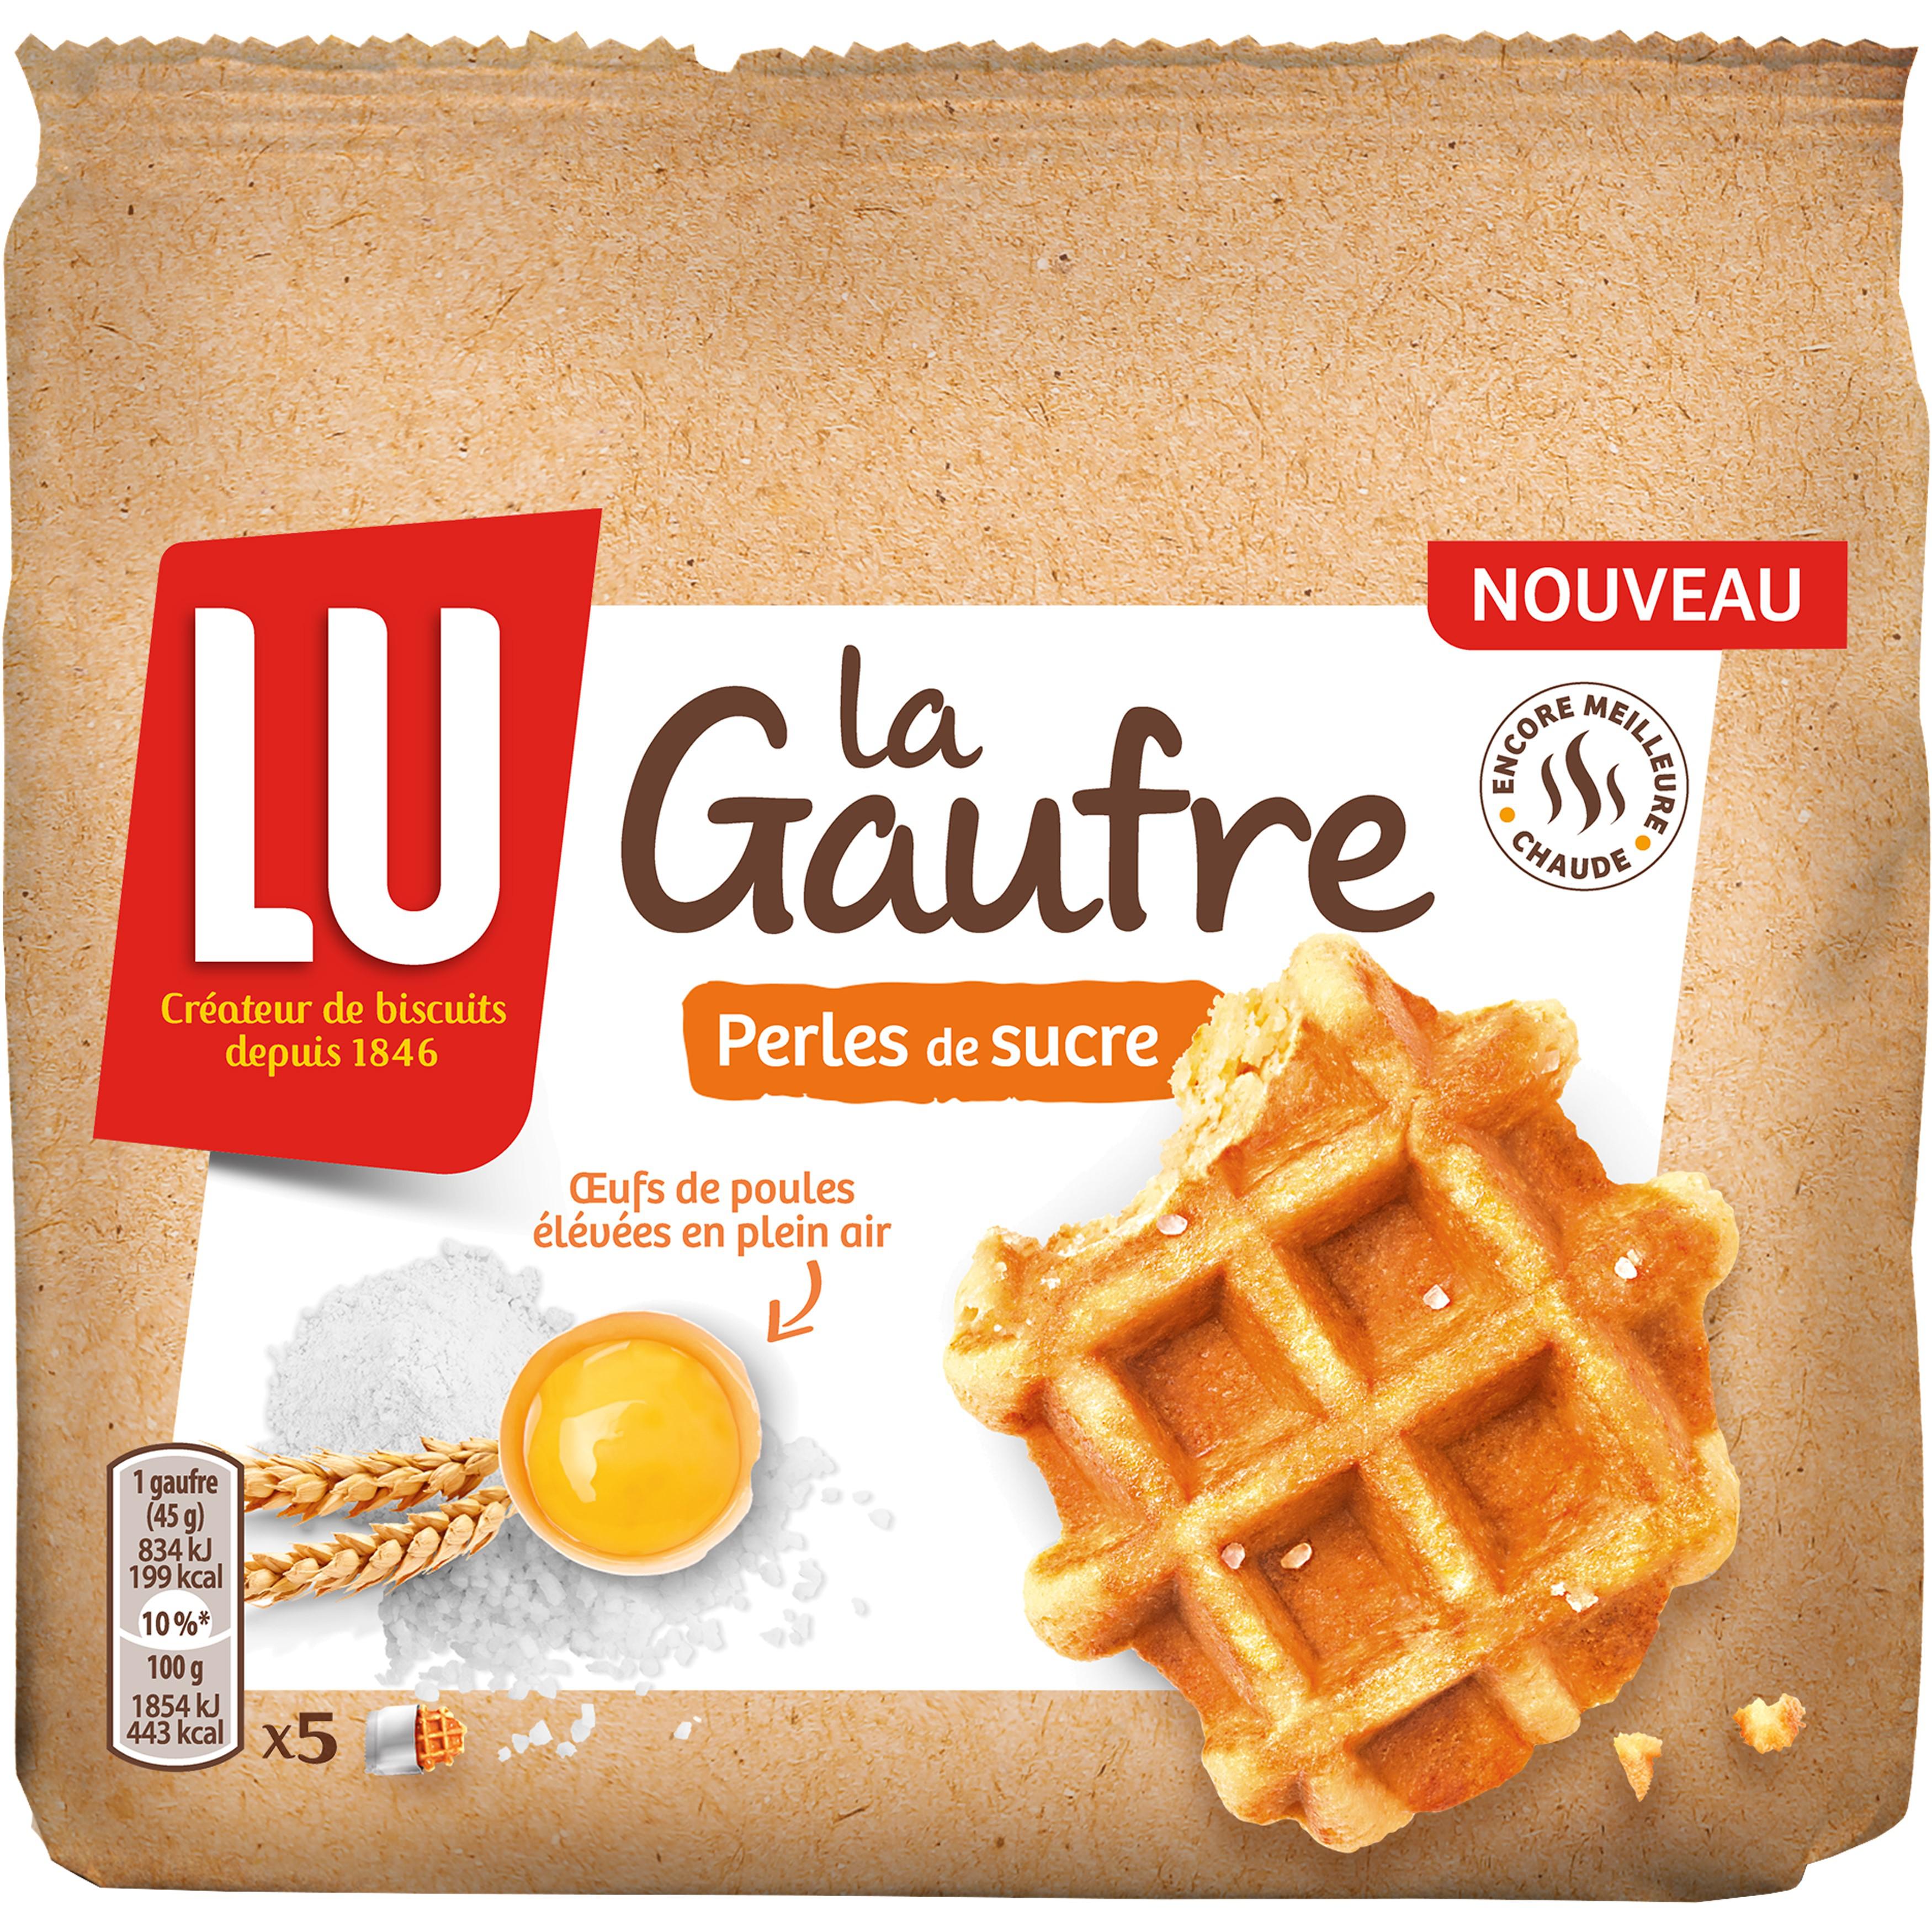 LU
Créateur de biscuits
depuis 1846
NOUVEAU
la
Gaufre
ENCORE MEILLEURE
CHAUDE
Perles de sucre
Œufs de poules
élévées en plein air
1 gaufre
(45 g)
834 kJ
199 kcal
10 %*
100 g
1854 kJ
443 kcal
x5